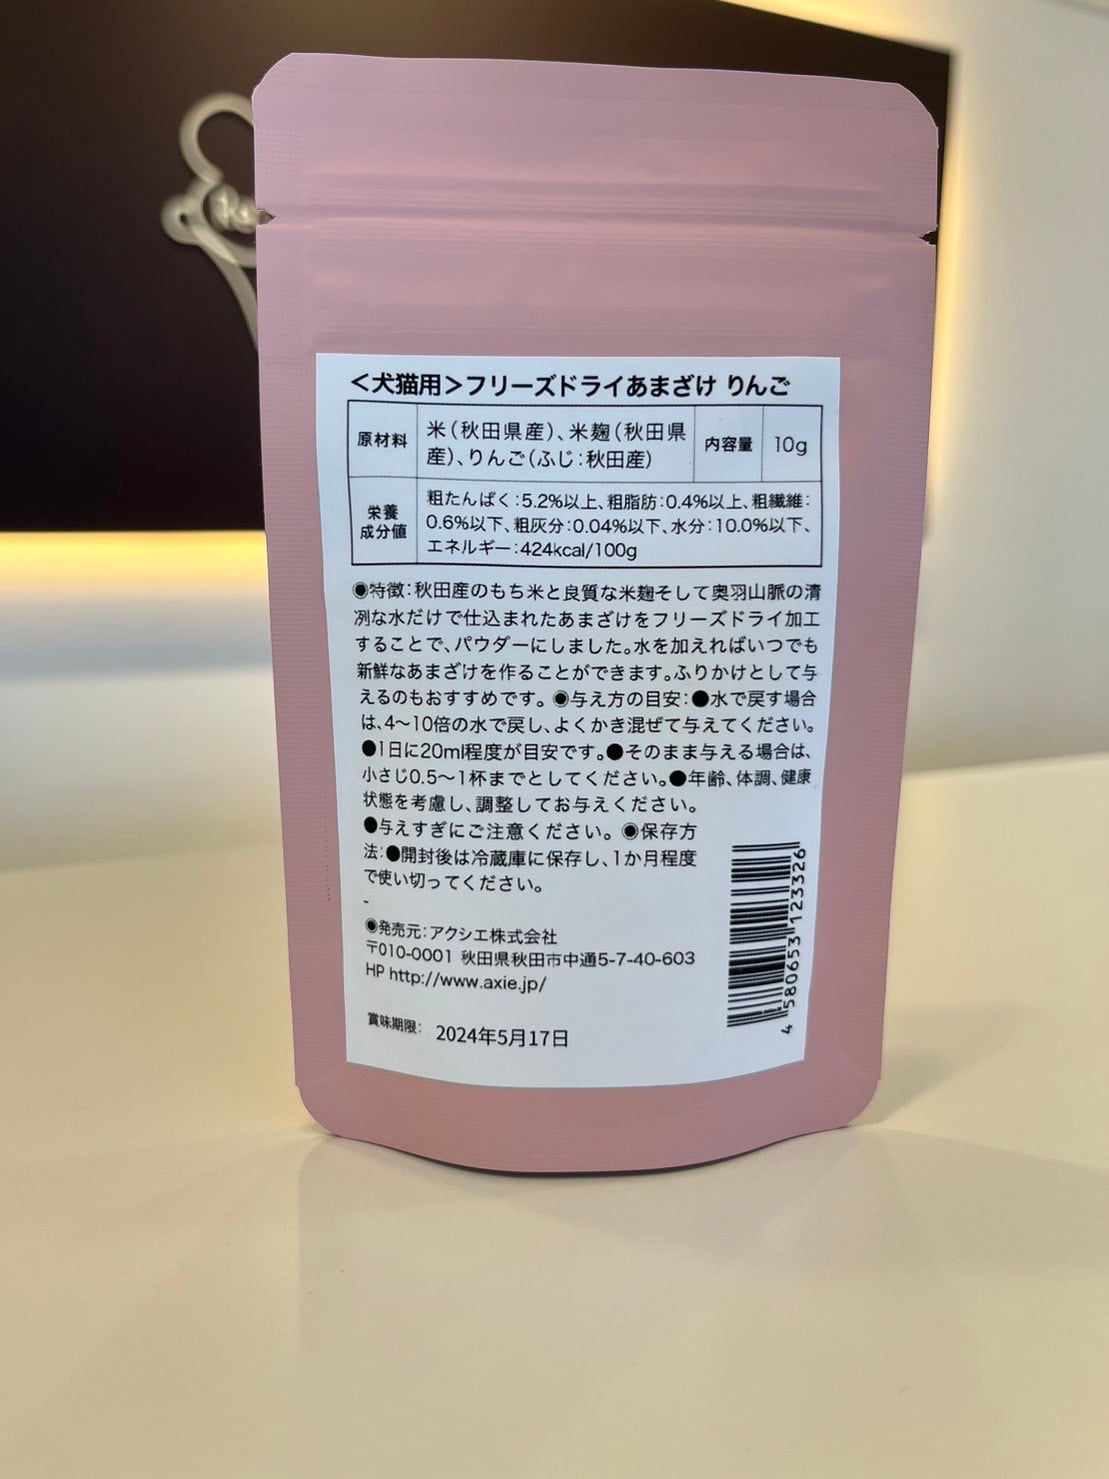 ＜犬猫用＞フリーズドライあまざけ りんご
原材料
米(秋田県産)、米麹(秋田県
産)、りんご(ふじ:秋田産)
内容量
10g
栄養
成分値
粗たんぱく:5.2%以上、粗脂肪:0.4%以上、粗繊維:
0.6%以下、粗灰分:0.04%以下、水分:10.0%以下、
エネルギー:424kcal/100g
◉特徴:秋田産のもち米と良質な米麹そして奥羽山脈の清
冽な水だけで仕込まれたあまざけをフリーズドライ加工
することで、パウダーにしました。水を加えればいつでも
新鮮なあまざけを作ることができます。ふりかけとして与
えるのもおすすめです。◉与え方の目安:●水で戻す場合
は、4〜10倍の水で戻し、よくかき混ぜて与えてください。
●1日に20ml程度が目安です。●そのまま与える場合は、
小さじ0.5〜1杯までとしてください。●年齢、体調、健康
状態を考慮し、調整してお与えください。
●与えすぎにご注意ください。◉保存方
法:●開封後は冷蔵庫に保存し、1か月程度
で使い切ってください。
-
◉発売元:アクシエ株式会社
〒010-0001 秋田県秋田市中通5-7-40-603
HP http://www.axie.jp/
賞味期限: 2024年5月17日
4 580653 123326